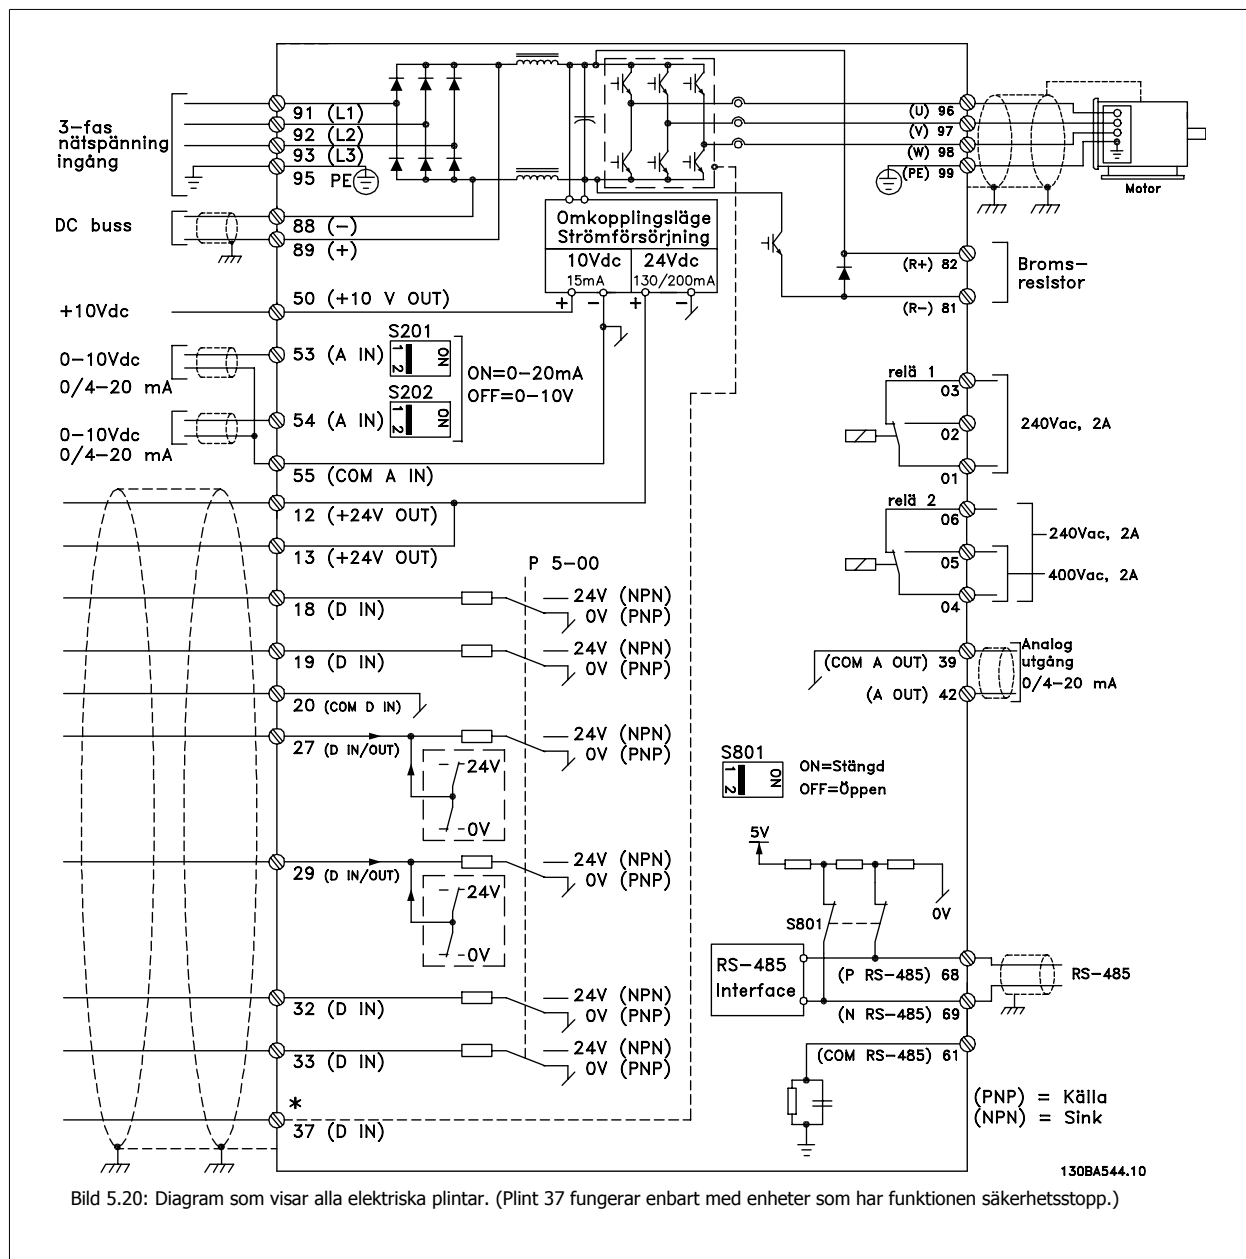 3-fas
nätspänning
ingång
91 (L1)
92 (L2)
93 (L3)
95 PE
DC buss
88 (-)
89 (+)
+10Vdc
50 (+10 V OUT)
0-10Vdc
0/4-20 mA
53 (A IN)
S201
1 2
ON
ON=0-20mA
OFF=0-10V
0-10Vdc
0/4-20 mA
54 (A IN)
S202
1 2
ON
55 (COM A IN)
12 (+24V OUT)
13 (+24V OUT)
P 5-00
18 (D IN)
24V (NPN)
0V (PNP)
19 (D IN)
24V (NPN)
0V (PNP)
20 (COM D IN)
27 (D IN/OUT)
24V (NPN)
0V (PNP)
24V
0V
29 (D IN/OUT)
24V (NPN)
0V (PNP)
24V
0V
32 (D IN)
24V (NPN)
0V (PNP)
33 (D IN)
24V (NPN)
0V (PNP)
*
37 (D IN)
Omkopplingsläge
Strömförsörjning
10Vdc
15mA
24Vdc
130/200mA
+ - + -
(U) 96
(V) 97
(W) 98
(PE) 99
Motor
(R+) 82
(R-) 81
Broms-
resistor
relä 1
03
02
01
240Vac, 2A
relä 2
06
05
04
240Vac, 2A
400Vac, 2A
(COM A OUT) 39
(A OUT) 42
Analog
utgång
0/4-20 mA
S801
1 2
ON
ON=Stängd
OFF=Öppen
5V
0V
S801
RS-485
Interface
(P RS-485) 68
(N RS-485) 69
RS-485
(COM RS-485) 61
(PNP) = Källa
(NPN) = Sink
130BA544.10
Bild 5.20: Diagram som visar alla elektriska plintar. (Plint 37 fungerar enbart med enheter som har funktionen säkerhetsstopp.)